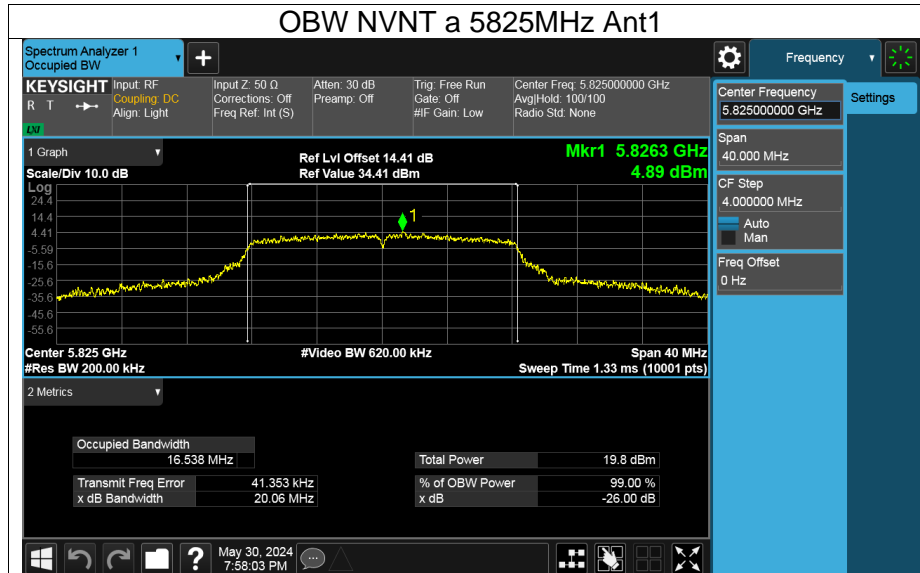 OBW NVNT a 5825MHz Ant1
Spectrum Analyzer 1
Occupied BW
+
Frequency
KEYSIGHT
R T
LXI
Input: RF
Coupling: DC
Align: Light
Input Z: 50 Ω
Corrections: Off
Freq Ref: Int (S)
Atten: 30 dB
Preamp: Off
Trig: Free Run
Gate: Off
#IF Gain: Low
Center Freq: 5.825000000 GHz
Avg|Hold: 100/100
Radio Std: None
Center Frequency
5.825000000 GHz
Settings
Span
40.000 MHz
CF Step
4.000000 MHz
Auto
Man
Freq Offset
0 Hz
1 Graph
Scale/Div 10.0 dB
Ref Lvl Offset 14.41 dB
Ref Value 34.41 dBm
Mkr1 5.8263 GHz
4.89 dBm
Log
24.4
14.4
4.41
-5.59
-15.6
-25.6
-35.6
-45.6
-55.6
1
Center 5.825 GHz
#Video BW 620.00 kHz
Span 40 MHz
#Res BW 200.00 kHz
Sweep Time 1.33 ms (10001 pts)
2 Metrics
Occupied Bandwidth
16.538 MHz
Total Power 19.8 dBm
Transmit Freq Error 41.353 kHz
% of OBW Power 99.00 %
x dB Bandwidth 20.06 MHz
x dB -26.00 dB
?
May 30, 2024
7:58:03 PM